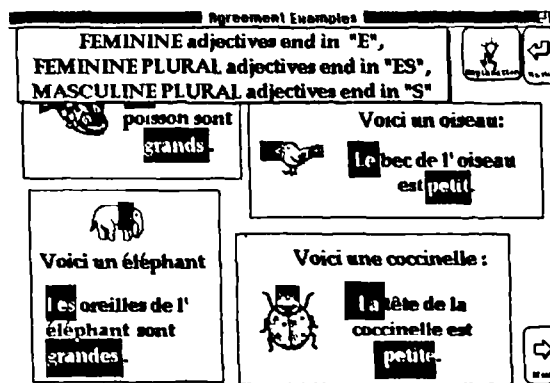 Agreement Examples
FEMININE adjectives end in "E",
FEMININE PLURAL adjectives end in "ES",
MASCULINE PLURAL adjectives end in "S"
Explanation
poisson sont
grands.
Voici un oiseau:
Le bec de l' oiseau
est petit.
Voici un éléphant
Les oreilles de l'
éléphant sont
grandes.
Voici une coccinelle :
La tête de la
coccinelle est
petite.